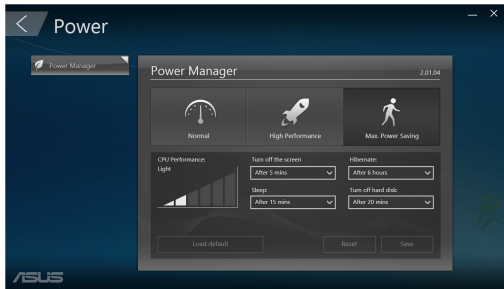 Power
Power Manager
Power Manager
2.01.04
Normal
High Performance
Max. Power Saving
CPU Performance:
Light
Turn off the screen
After 5 mins
Hibernate:
After 6 hours
Sleep:
After 15 mins
Turn off hard disk:
After 20 mins
Load default
Reset
Save
ASUS